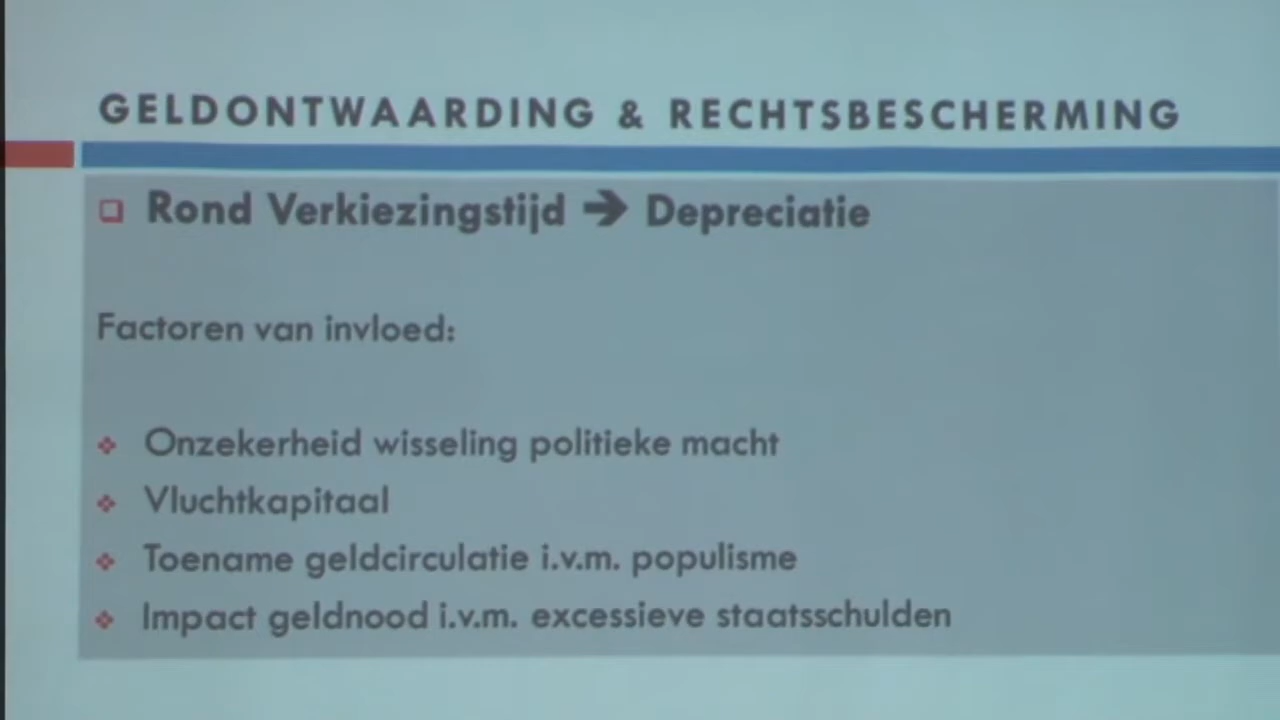 GELDONTWAARDING & RECHTSBESCHERMING
Rond Verkiezingstijd → Depreciatie
Factoren van invloed:
Onzekerheid wisseling politieke macht
Vluchtkapitaal
Toename geldcirculatie i.v.m. populisme
Impact geldnood i.v.m. excessieve staatsschulden